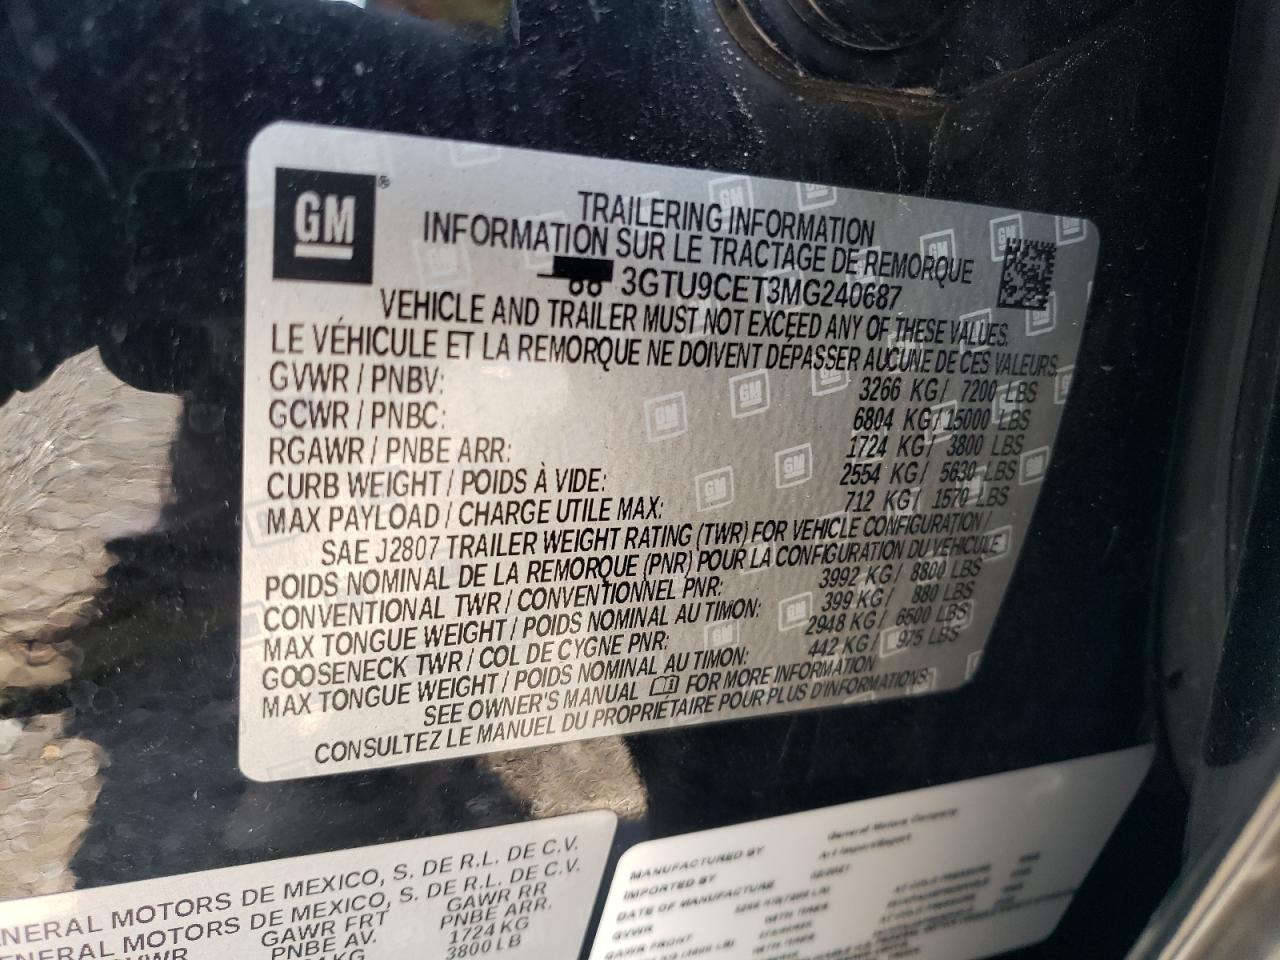 GM ®
TRAILERING INFORMATION
INFORMATION SUR LE TRACTAGE DE REMORQUE
3GTU9CET3MG240687
VEHICLE AND TRAILER MUST NOT EXCEED ANY OF THESE VALUES.
LE VÉHICULE ET LA REMORQUE NE DOIVENT DÉPASSER AUCUNE DE CES VALEURS
GVWR / PNBV: 3266 KG/ 7200 LBS
GCWR / PNBC: 6804 KG/15000 LBS
RGAWR / PNBE ARR: 1724 KG/ 3800 LBS
CURB WEIGHT / POIDS À VIDE: 2554 KG/ 5630 LBS
MAX PAYLOAD / CHARGE UTILE MAX: 712 KG/ 1570 LBS
SAE J2807 TRAILER WEIGHT RATING (TWR) FOR VEHICLE CONFIGURATION /
POIDS NOMINAL DE LA REMORQUE (PNR) POUR LA CONFIGURATION DU VÉHICULE
CONVENTIONAL TWR / CONVENTIONNEL PNR: 3992 KG/ 8800 LBS
MAX TONGUE WEIGHT / POIDS NOMINAL AU TIMON: 399 KG/ 880 LBS
GOOSENECK TWR / COL DE CYGNE PNR: 2948 KG/ 6500 LBS
MAX TONGUE WEIGHT / POIDS NOMINAL AU TIMON: 442 KG/ 975 LBS
SEE OWNER'S MANUAL FOR MORE INFORMATION
CONSULTEZ LE MANUEL DU PROPRIÉTAIRE POUR PLUS D'INFORMATIONS
ENERAL MOTORS DE MEXICO, S. DE R.L. DE C.V.
ENERAL MOTORS DE MEXICO, S. DE R.L. DE C.V.
GAWR FRT GAWR RR
PNBE AV. PNBE ARR.
KG 1724 KG
3800 LB
MANUFACTURED BY General Motors Company
IMPORTED BY
DATE OF MANUFACTURE
GVWR
GAWR FRONT